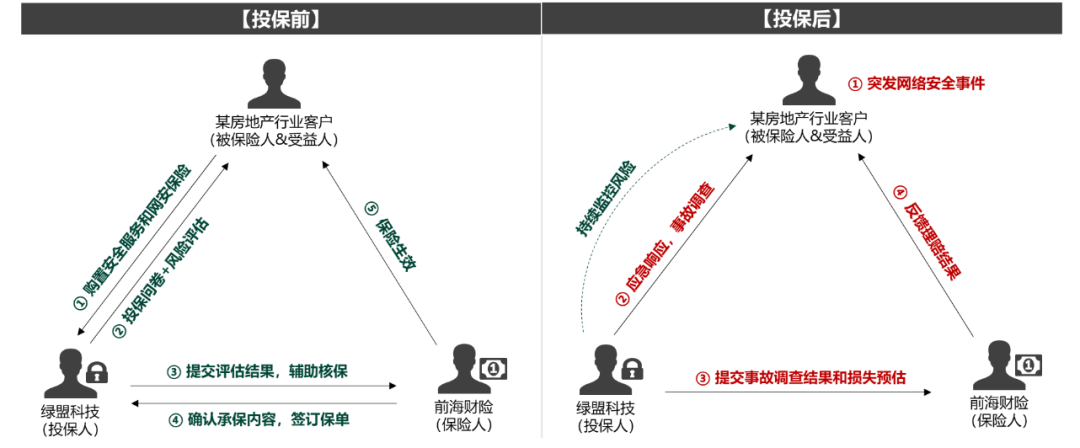 【投保前】
某房地产行业客户
（被保险人&受益人）
① 购置安全服务和网安保险
② 投保问卷+风险评估
⑤ 保险生效
③ 提交评估结果，辅助核保
④ 确认承保内容，签订保单
绿盟科技
（投保人）
前海财险
（保险人）
【投保后】
① 突发网络安全事件
某房地产行业客户
（被保险人&受益人）
持续监控风险
② 应急响应，事故调查
④ 反馈理赔结果
③ 提交事故调查结果和损失预估
绿盟科技
（投保人）
前海财险
（保险人）